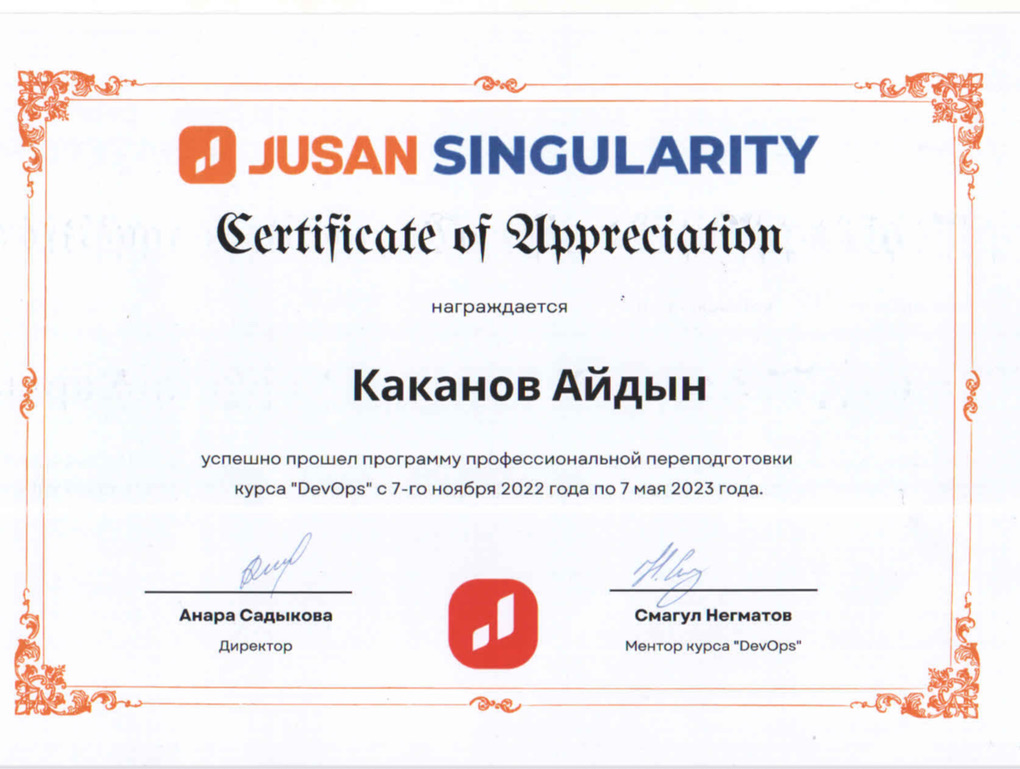 JUSAN SINGULARITY
Certificate of Appreciation
награждается
Каканов Айдын
успешно прошел программу профессиональной переподготовки
курса "DevOps" с 7-го ноября 2022 года по 7 мая 2023 года.
Анара Садыкова
Директор
Смагул Негматов
Ментор курса "DevOps"